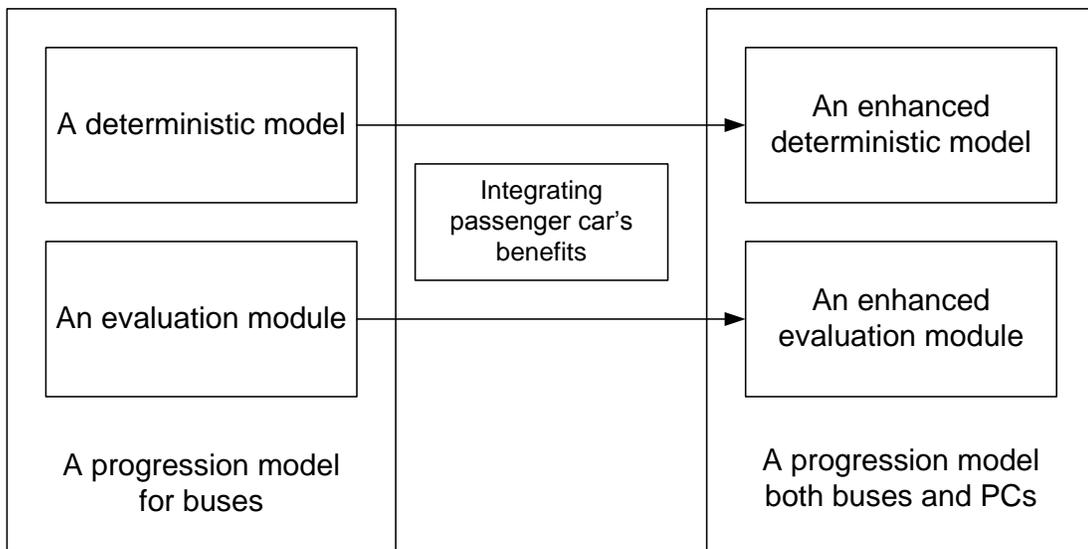 A deterministic model
An evaluation module
A progression model
for buses
Integrating
passenger car's
benefits
An enhanced
deterministic model
An enhanced
evaluation module
A progression model
both buses and PCs